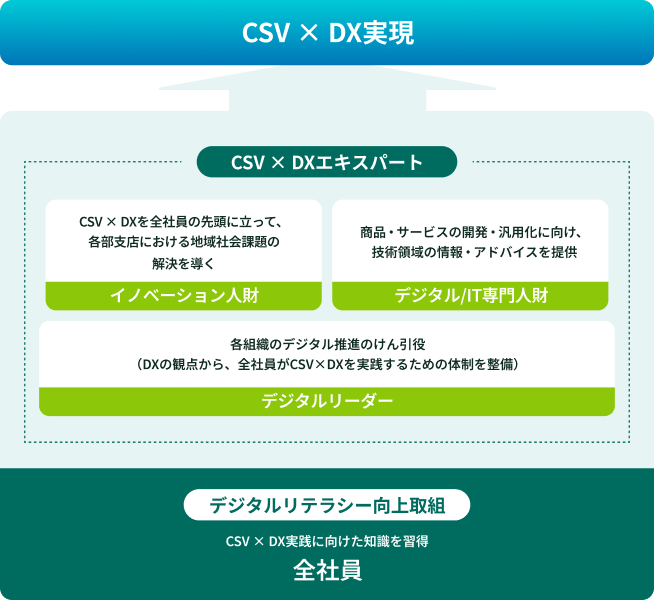 CSV × DX実現
CSV × DXエキスパート
CSV × DXを全社員の先頭に立って、
各部支店における地域社会課題の
解決を導く
イノベーション人財
商品・サービスの開発・汎用化に向け、
技術領域の情報・アドバイスを提供
デジタル/IT専門人財
各組織のデジタル推進のけん引役
（DXの観点から、全社員がCSV×DXを実践するための体制を整備）
デジタルリーダー
デジタルリテラシー向上取組
CSV × DX実践に向けた知識を習得
全社員